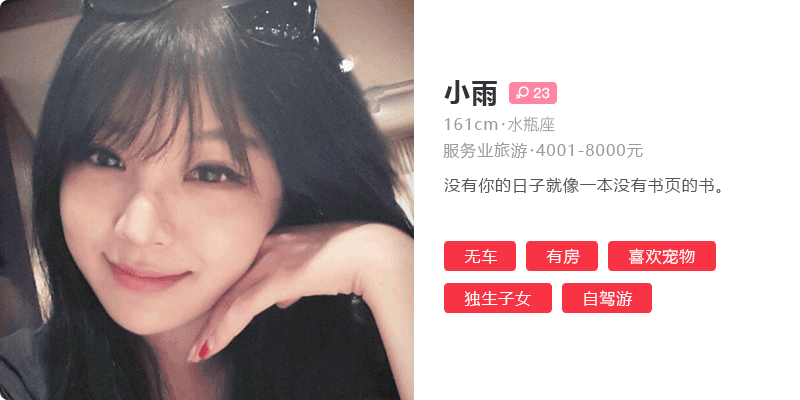 小雨 23
161cm·水瓶座
服务业旅游·4001-8000元
没有你的日子就像一本没有书页的书。
无车 有房 喜欢宠物
独生子女 自驾游